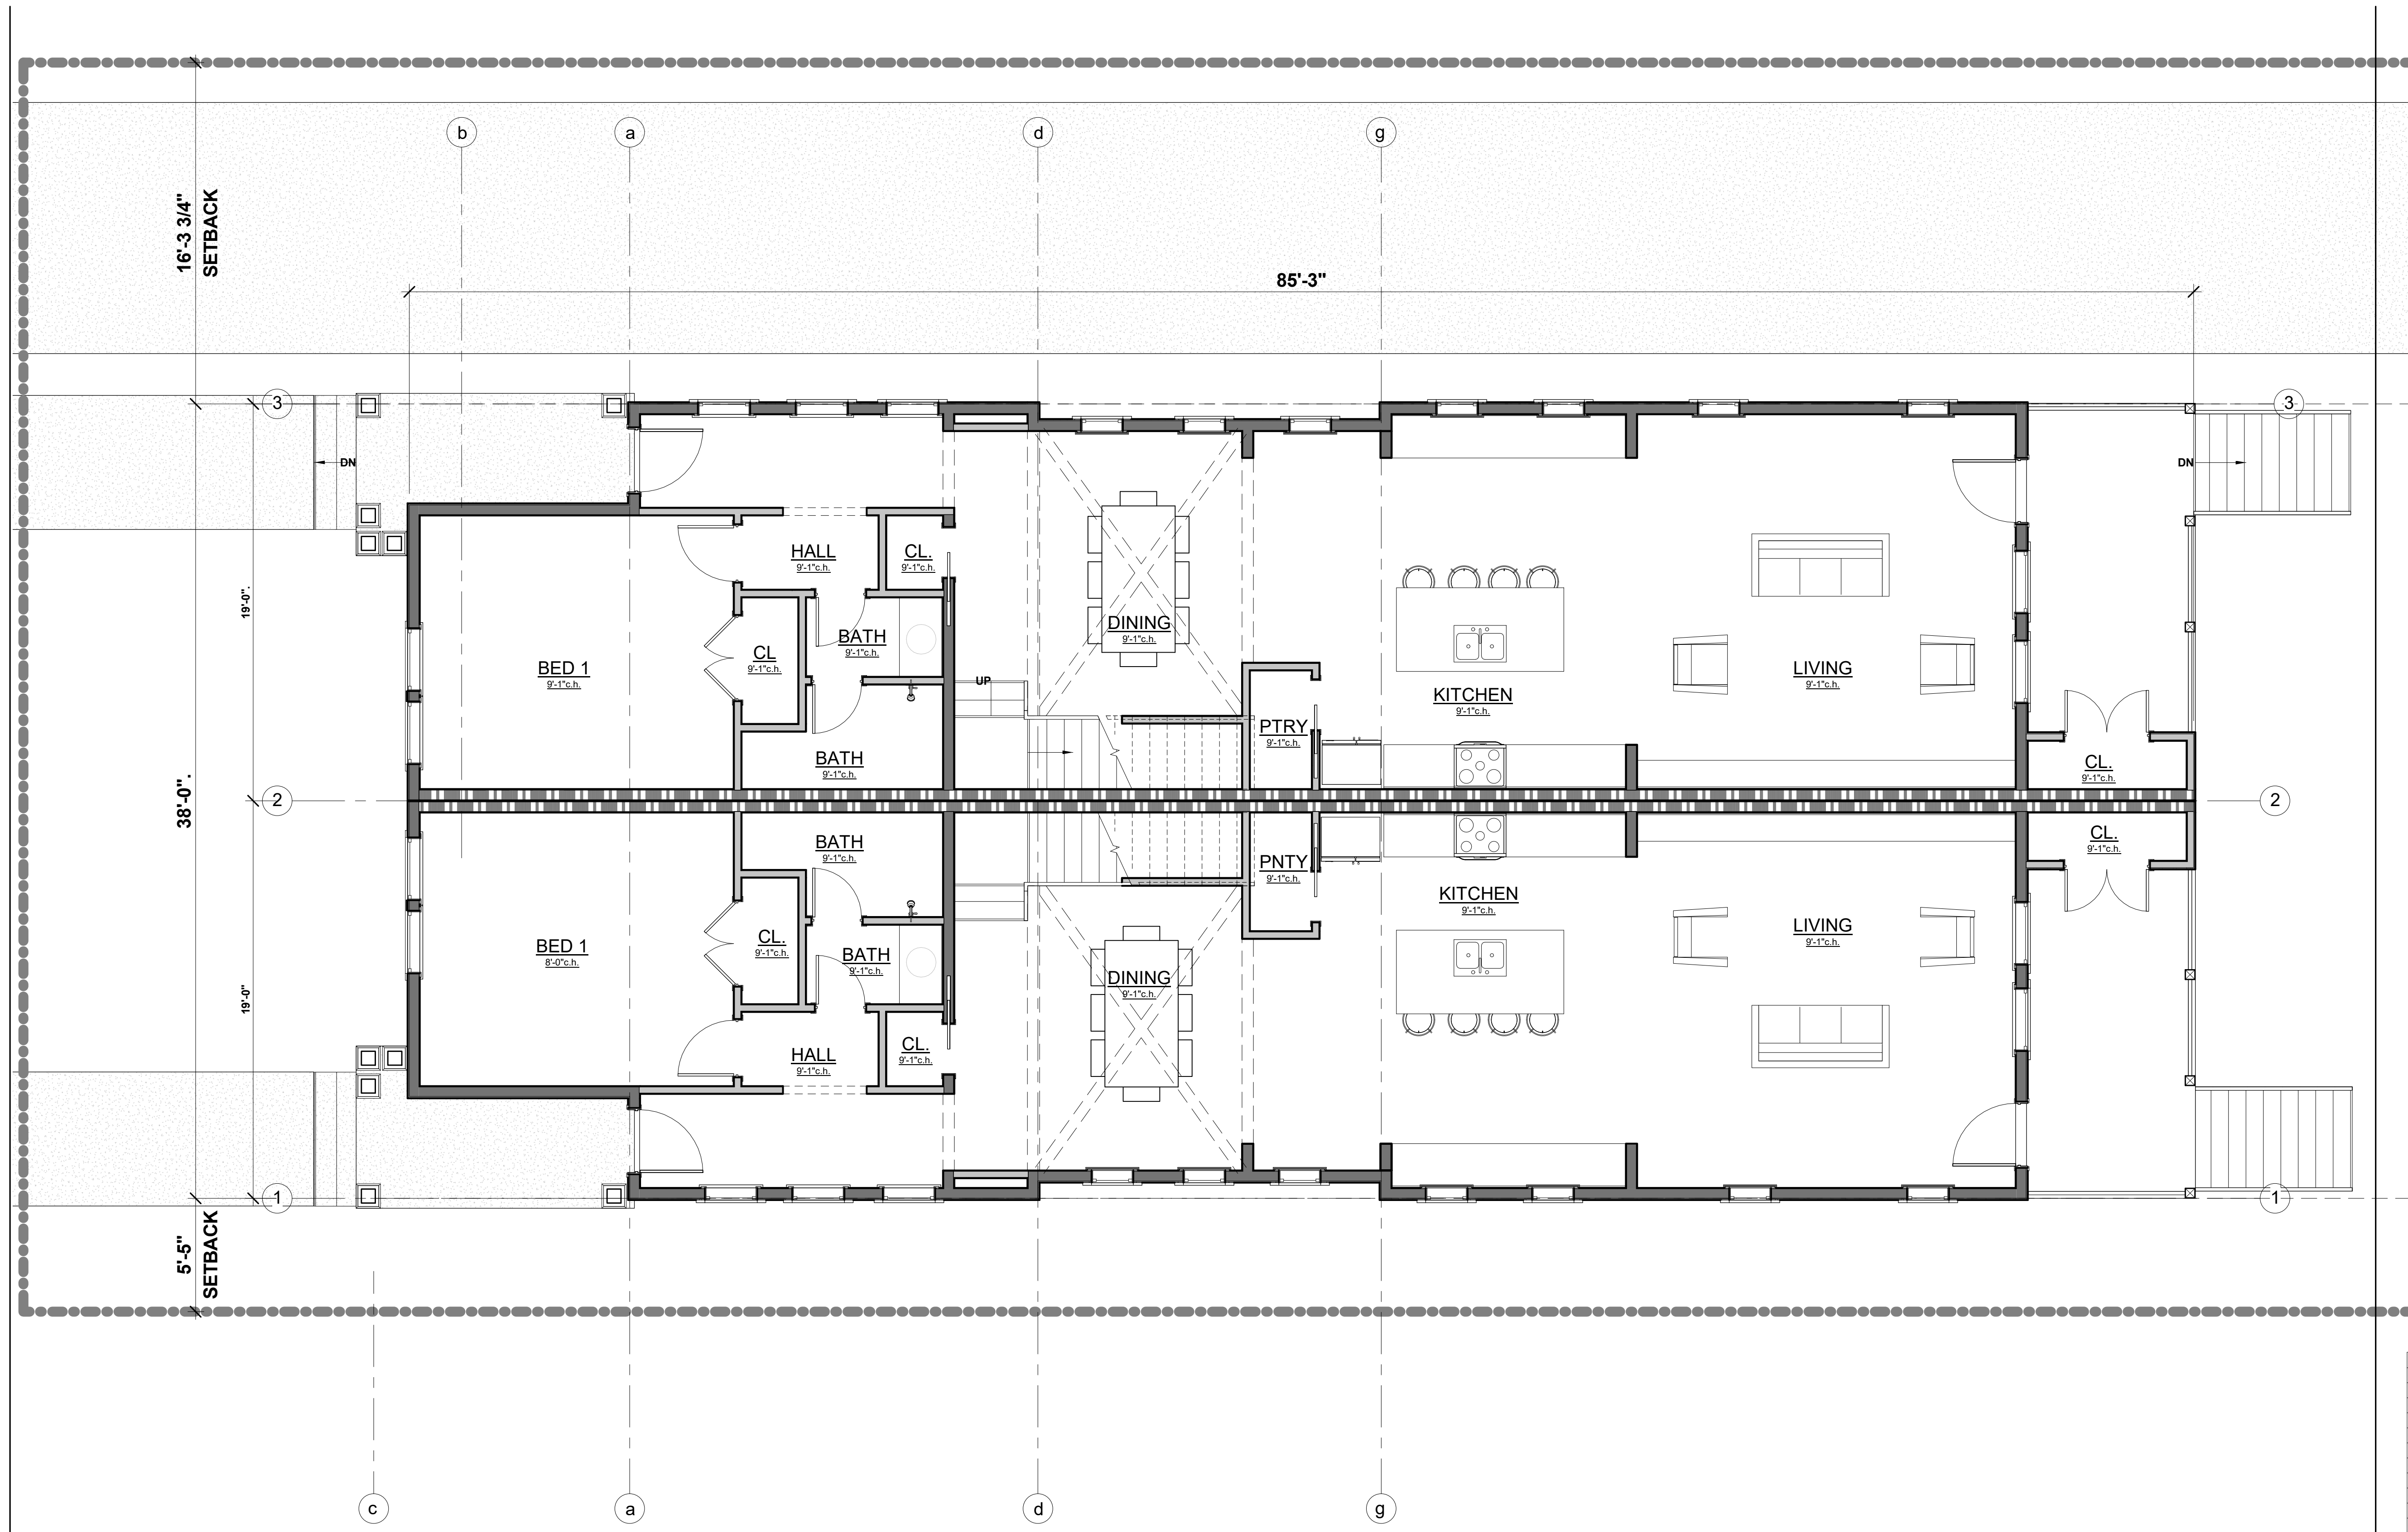 b
a
d
g
16'-3 3/4"
SETBACK
85'-3"
3
3
DN
DN
HALL
9'-1"c.h.
CL.
9'-1"c.h.
19'-0".
DINING
9'-1"c.h.
BATH
9'-1"c.h.
CL
9'-1"c.h.
BED 1
9'-1"c.h.
UP
LIVING
9'-1"c.h.
KITCHEN
9'-1"c.h.
PTRY
9'-1"c.h.
BATH
9'-1"c.h.
CL.
9'-1"c.h.
38'-0" .
2
2
BATH
9'-1"c.h.
CL.
9'-1"c.h.
PNTY
9'-1"c.h.
KITCHEN
9'-1"c.h.
LIVING
9'-1"c.h.
BED 1
8'-0"c.h.
CL.
9'-1"c.h.
BATH
9'-1"c.h.
DINING
9'-1"c.h.
19'-0"
HALL
9'-1"c.h.
CL.
9'-1"c.h.
1
1
5'-5"
SETBACK
c
a
d
g